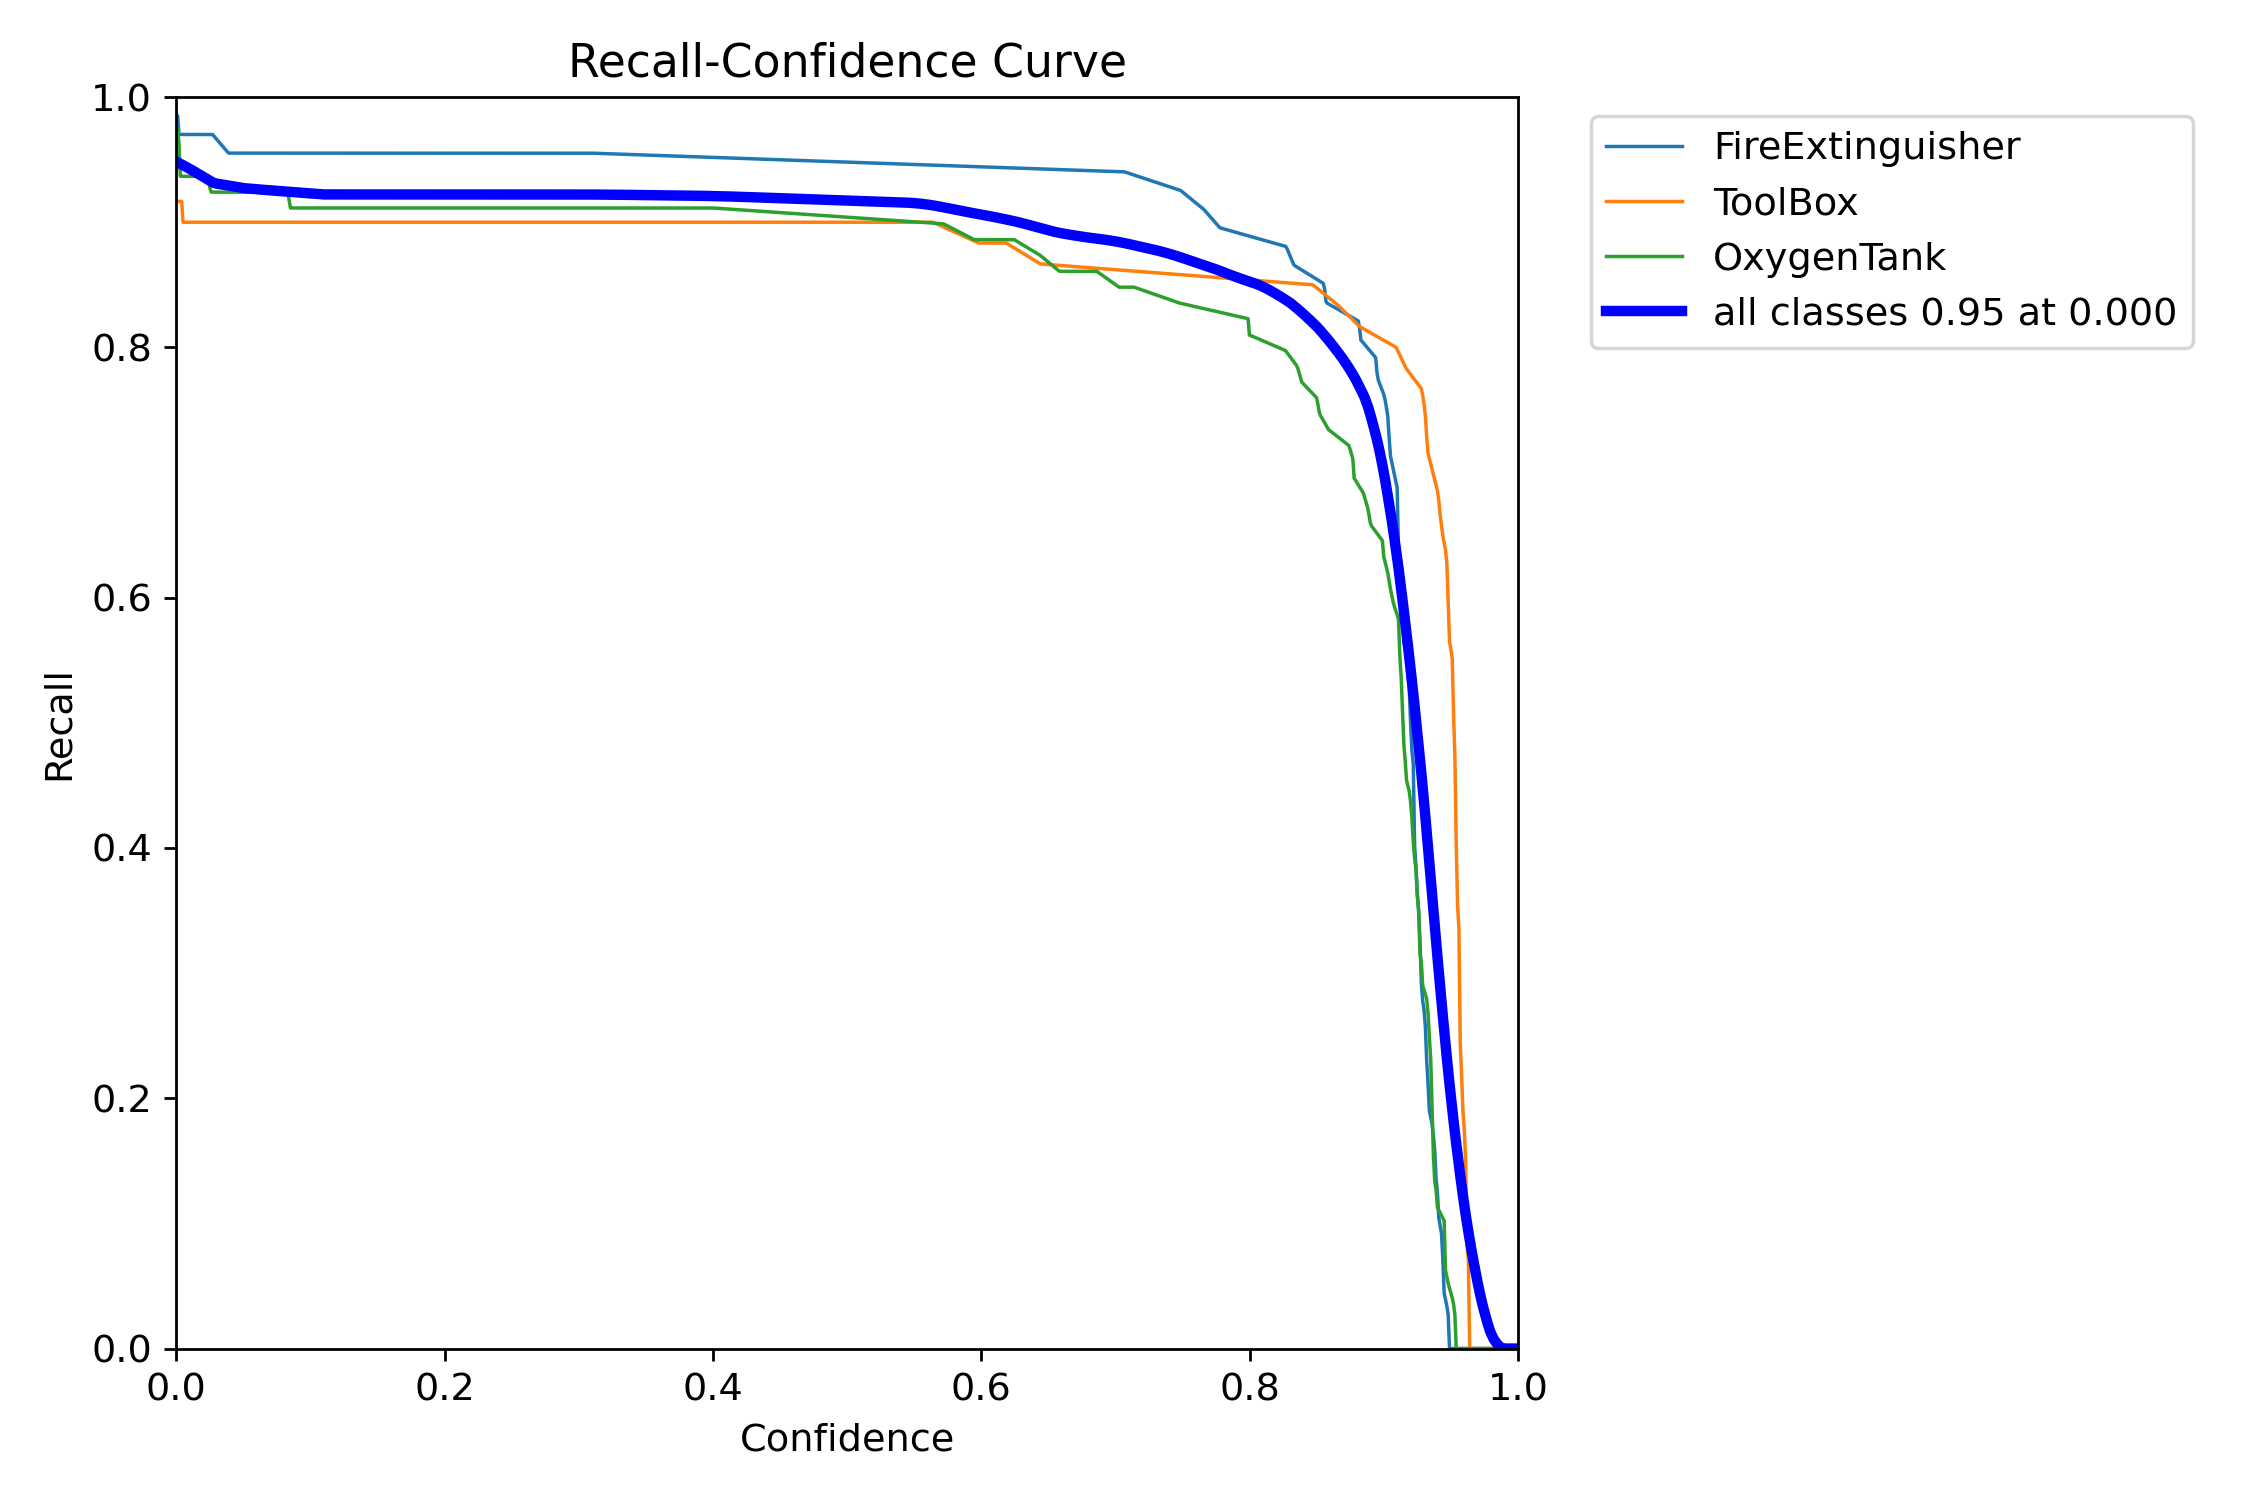 Recall-Confidence Curve
1.0
0.8
0.6
0.4
0.2
0.0
Recall
0.0 0.2 0.4 0.6 0.8 1.0
Confidence
FireExtinguisher
ToolBox
OxygenTank
all classes 0.95 at 0.000